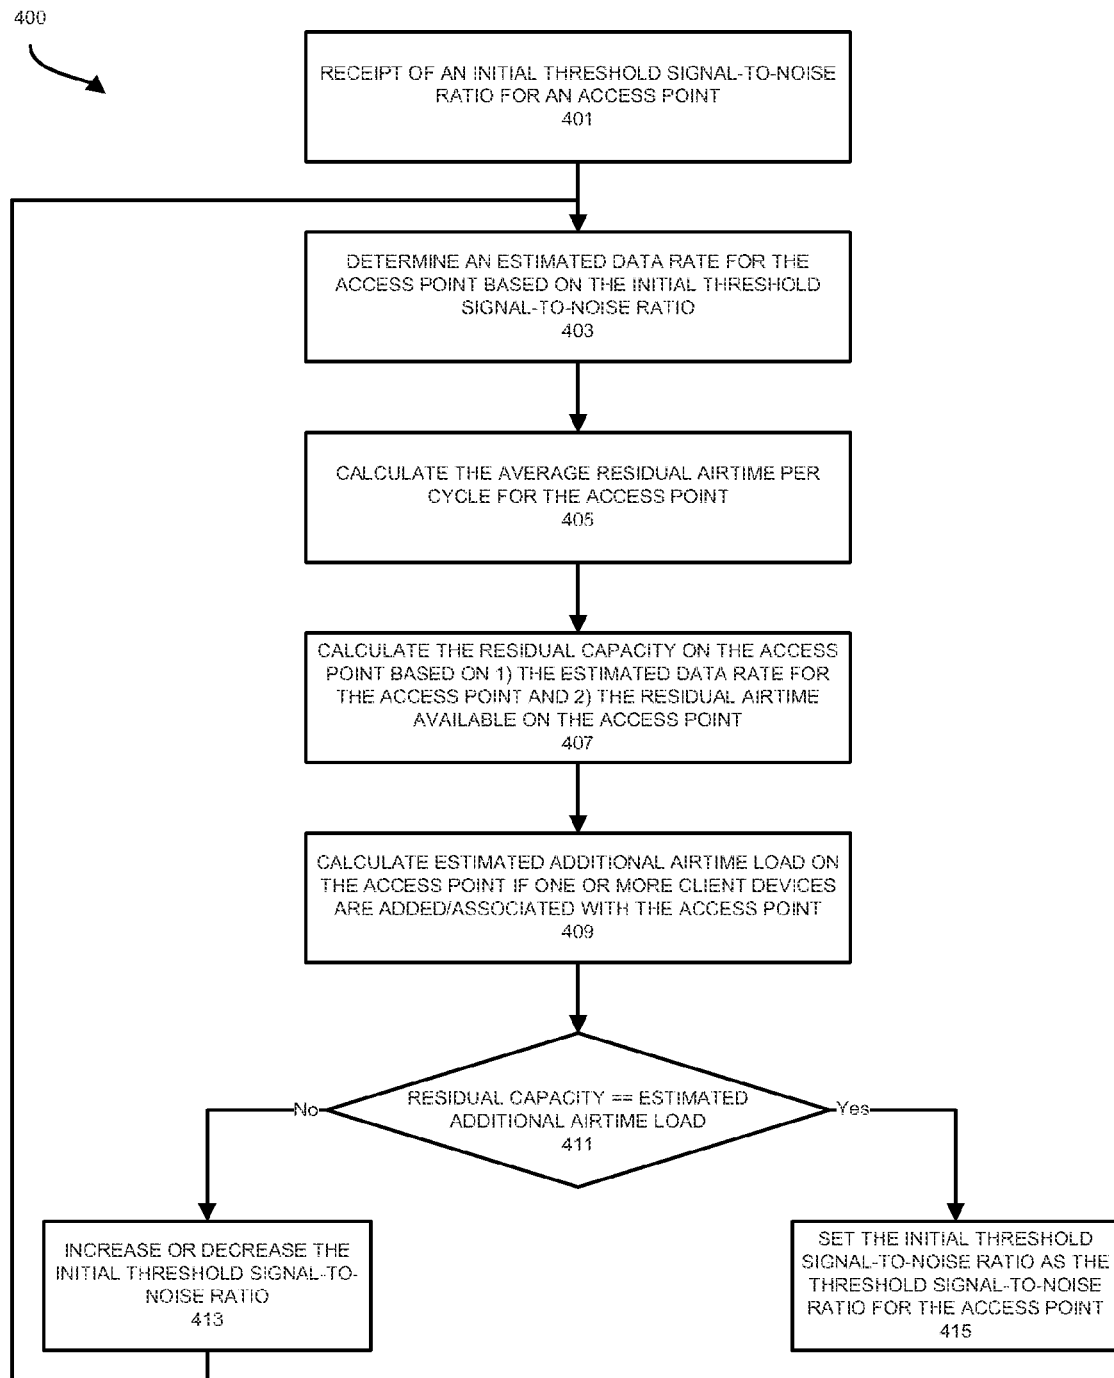 400
RECEIPT OF AN INITIAL THRESHOLD SIGNAL-TO-NOISE
RATIO FOR AN ACCESS POINT
401
DETERMINE AN ESTIMATED DATA RATE FOR THE
ACCESS POINT BASED ON THE INITIAL THRESHOLD
SIGNAL-TO-NOISE RATIO
403
CALCULATE THE AVERAGE RESIDUAL AIRTIME PER
CYCLE FOR THE ACCESS POINT
405
CALCULATE THE RESIDUAL CAPACITY ON THE ACCESS
POINT BASED ON 1) THE ESTIMATED DATA RATE FOR
THE ACCESS POINT AND 2) THE RESIDUAL AIRTIME
AVAILABLE ON THE ACCESS POINT
407
CALCULATE ESTIMATED ADDITIONAL AIRTIME LOAD ON
THE ACCESS POINT IF ONE OR MORE CLIENT DEVICES
ARE ADDED/ASSOCIATED WITH THE ACCESS POINT
409
RESIDUAL CAPACITY == ESTIMATED
ADDITIONAL AIRTIME LOAD
411
No
Yes
INCREASE OR DECREASE THE
INITIAL THRESHOLD SIGNAL-TO-
NOISE RATIO
413
SET THE INITIAL THRESHOLD
SIGNAL-TO-NOISE RATIO AS THE
THRESHOLD SIGNAL-TO-NOISE
RATIO FOR THE ACCESS POINT
415